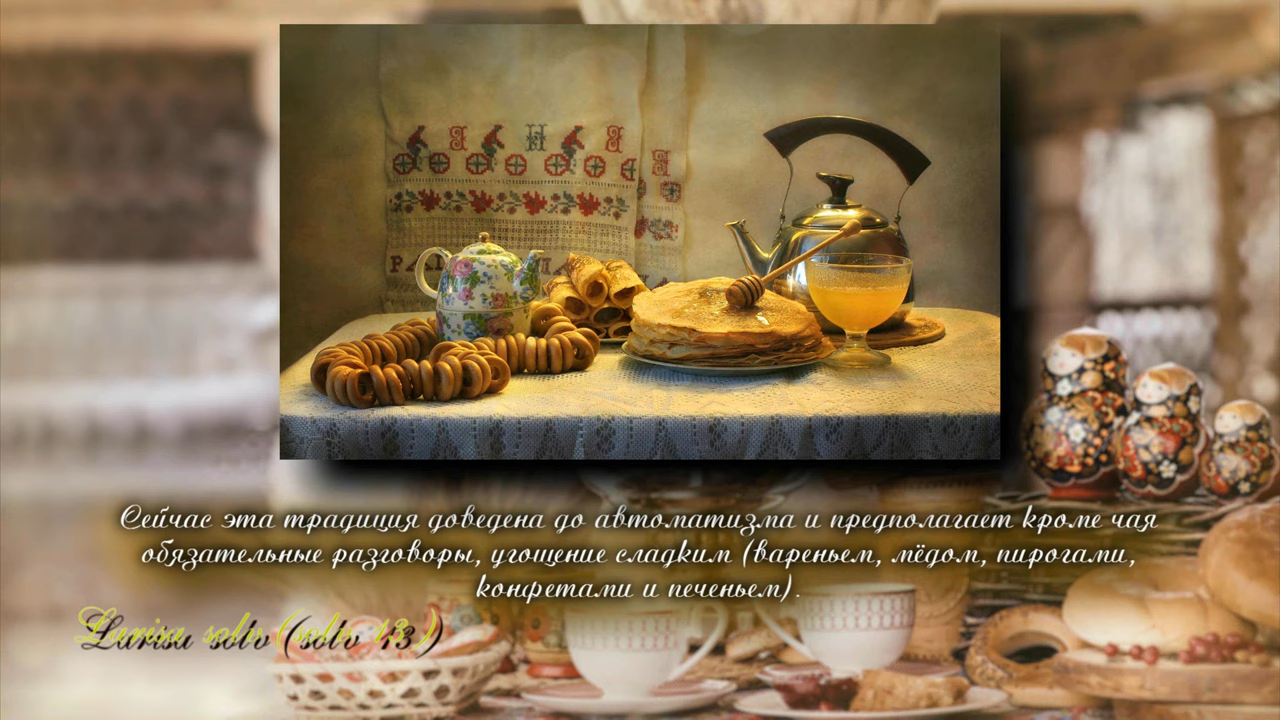 Я Н Я
Сейчас эта традиция доведена до автоматизма и предполагает кроме чая
обязательные разговоры, угощение сладким (вареньем, мёдом, пирогами,
конфетами и печеньем).
Larisa solo (solo 13)